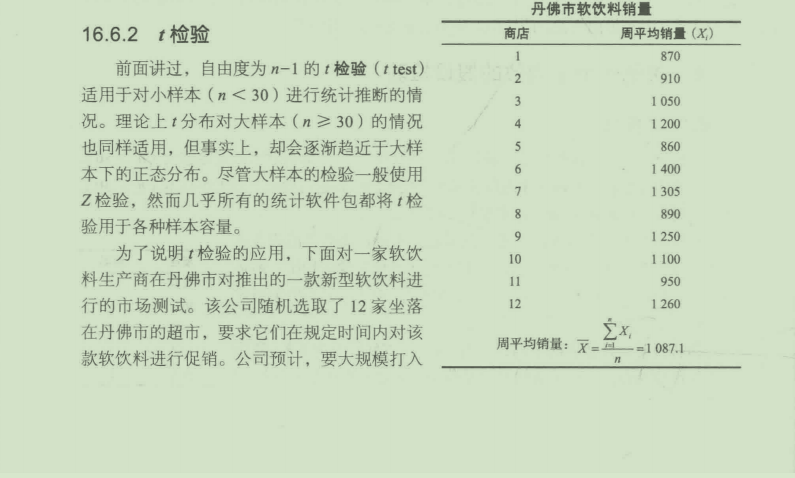 16.6.2 t检验
前面讲过，自由度为 n−1 的 t 检验（t test）
适用于对小样本（n < 30）进行统计推断的情
况。理论上 t 分布对大样本（n ≥ 30）的情况
也同样适用，但事实上，却会逐渐趋近于大样
本下的正态分布。尽管大样本的检验一般使用
Z 检验，然而几乎所有的统计软件包都将 t 检
验用于各种样本容量。
为了说明 t 检验的应用，下面对一家软饮
料生产商在丹佛市对推出的一款新型软饮料进
行的市场测试。该公司随机选取了 12 家坐落
在丹佛市的超市，要求它们在规定时间内对该
款软饮料进行促销。公司预计，要大规模打入
丹佛市软饮料销量
商店 周平均销量（Xi）
1 870
2 910
3 1 050
4 1 200
5 860
6 1 400
7 1 305
8 890
9 1 250
10 1 100
11 950
12 1 260
周平均销量：X̄ = ∑_{i=1}^{n} Xi / n = 1 087.1